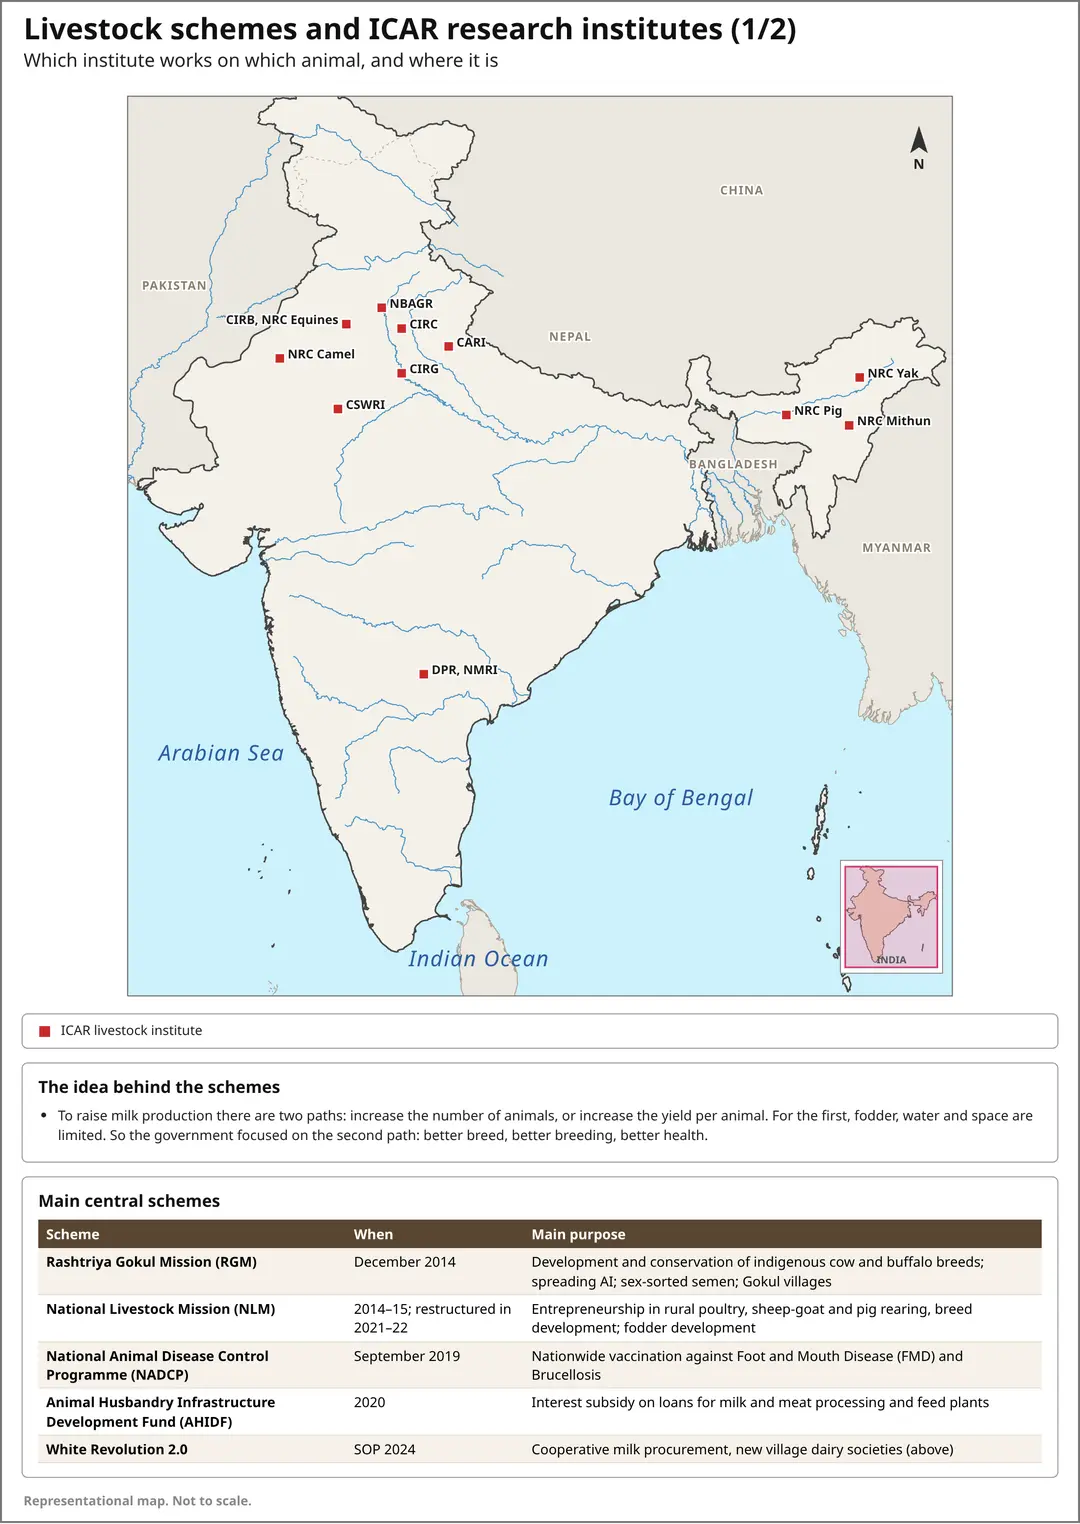 Livestock schemes and ICAR research institutes (1/2)
Which institute works on which animal, and where it is
N
CHINA
PAKISTAN
NBAGR
CIRB, NRC Equines
CIRC
NEPAL
CARI
NRC Camel
CIRG
NRC Yak
CSWRI
NRC Pig
NRC Mithun
BANGLADESH
MYANMAR
DPR, NMRI
Arabian Sea
Bay of Bengal
Indian Ocean
INDIA
ICAR livestock institute
The idea behind the schemes
• To raise milk production there are two paths: increase the number of animals, or increase the yield per animal. For the first, fodder, water and space are
limited. So the government focused on the second path: better breed, better breeding, better health.
Main central schemes
Scheme When Main purpose
Rashtriya Gokul Mission (RGM) December 2014 Development and conservation of indigenous cow and buffalo breeds;
spreading AI; sex-sorted semen; Gokul villages
National Livestock Mission (NLM) 2014–15; restructured in Entrepreneurship in rural poultry, sheep-goat and pig rearing, breed
2021–22 development; fodder development
National Animal Disease Control September 2019 Nationwide vaccination against Foot and Mouth Disease (FMD) and
Programme (NADCP) Brucellosis
Animal Husbandry Infrastructure 2020 Interest subsidy on loans for milk and meat processing and feed plants
Development Fund (AHIDF)
White Revolution 2.0 SOP 2024 Cooperative milk procurement, new village dairy societies (above)
Representational map. Not to scale.